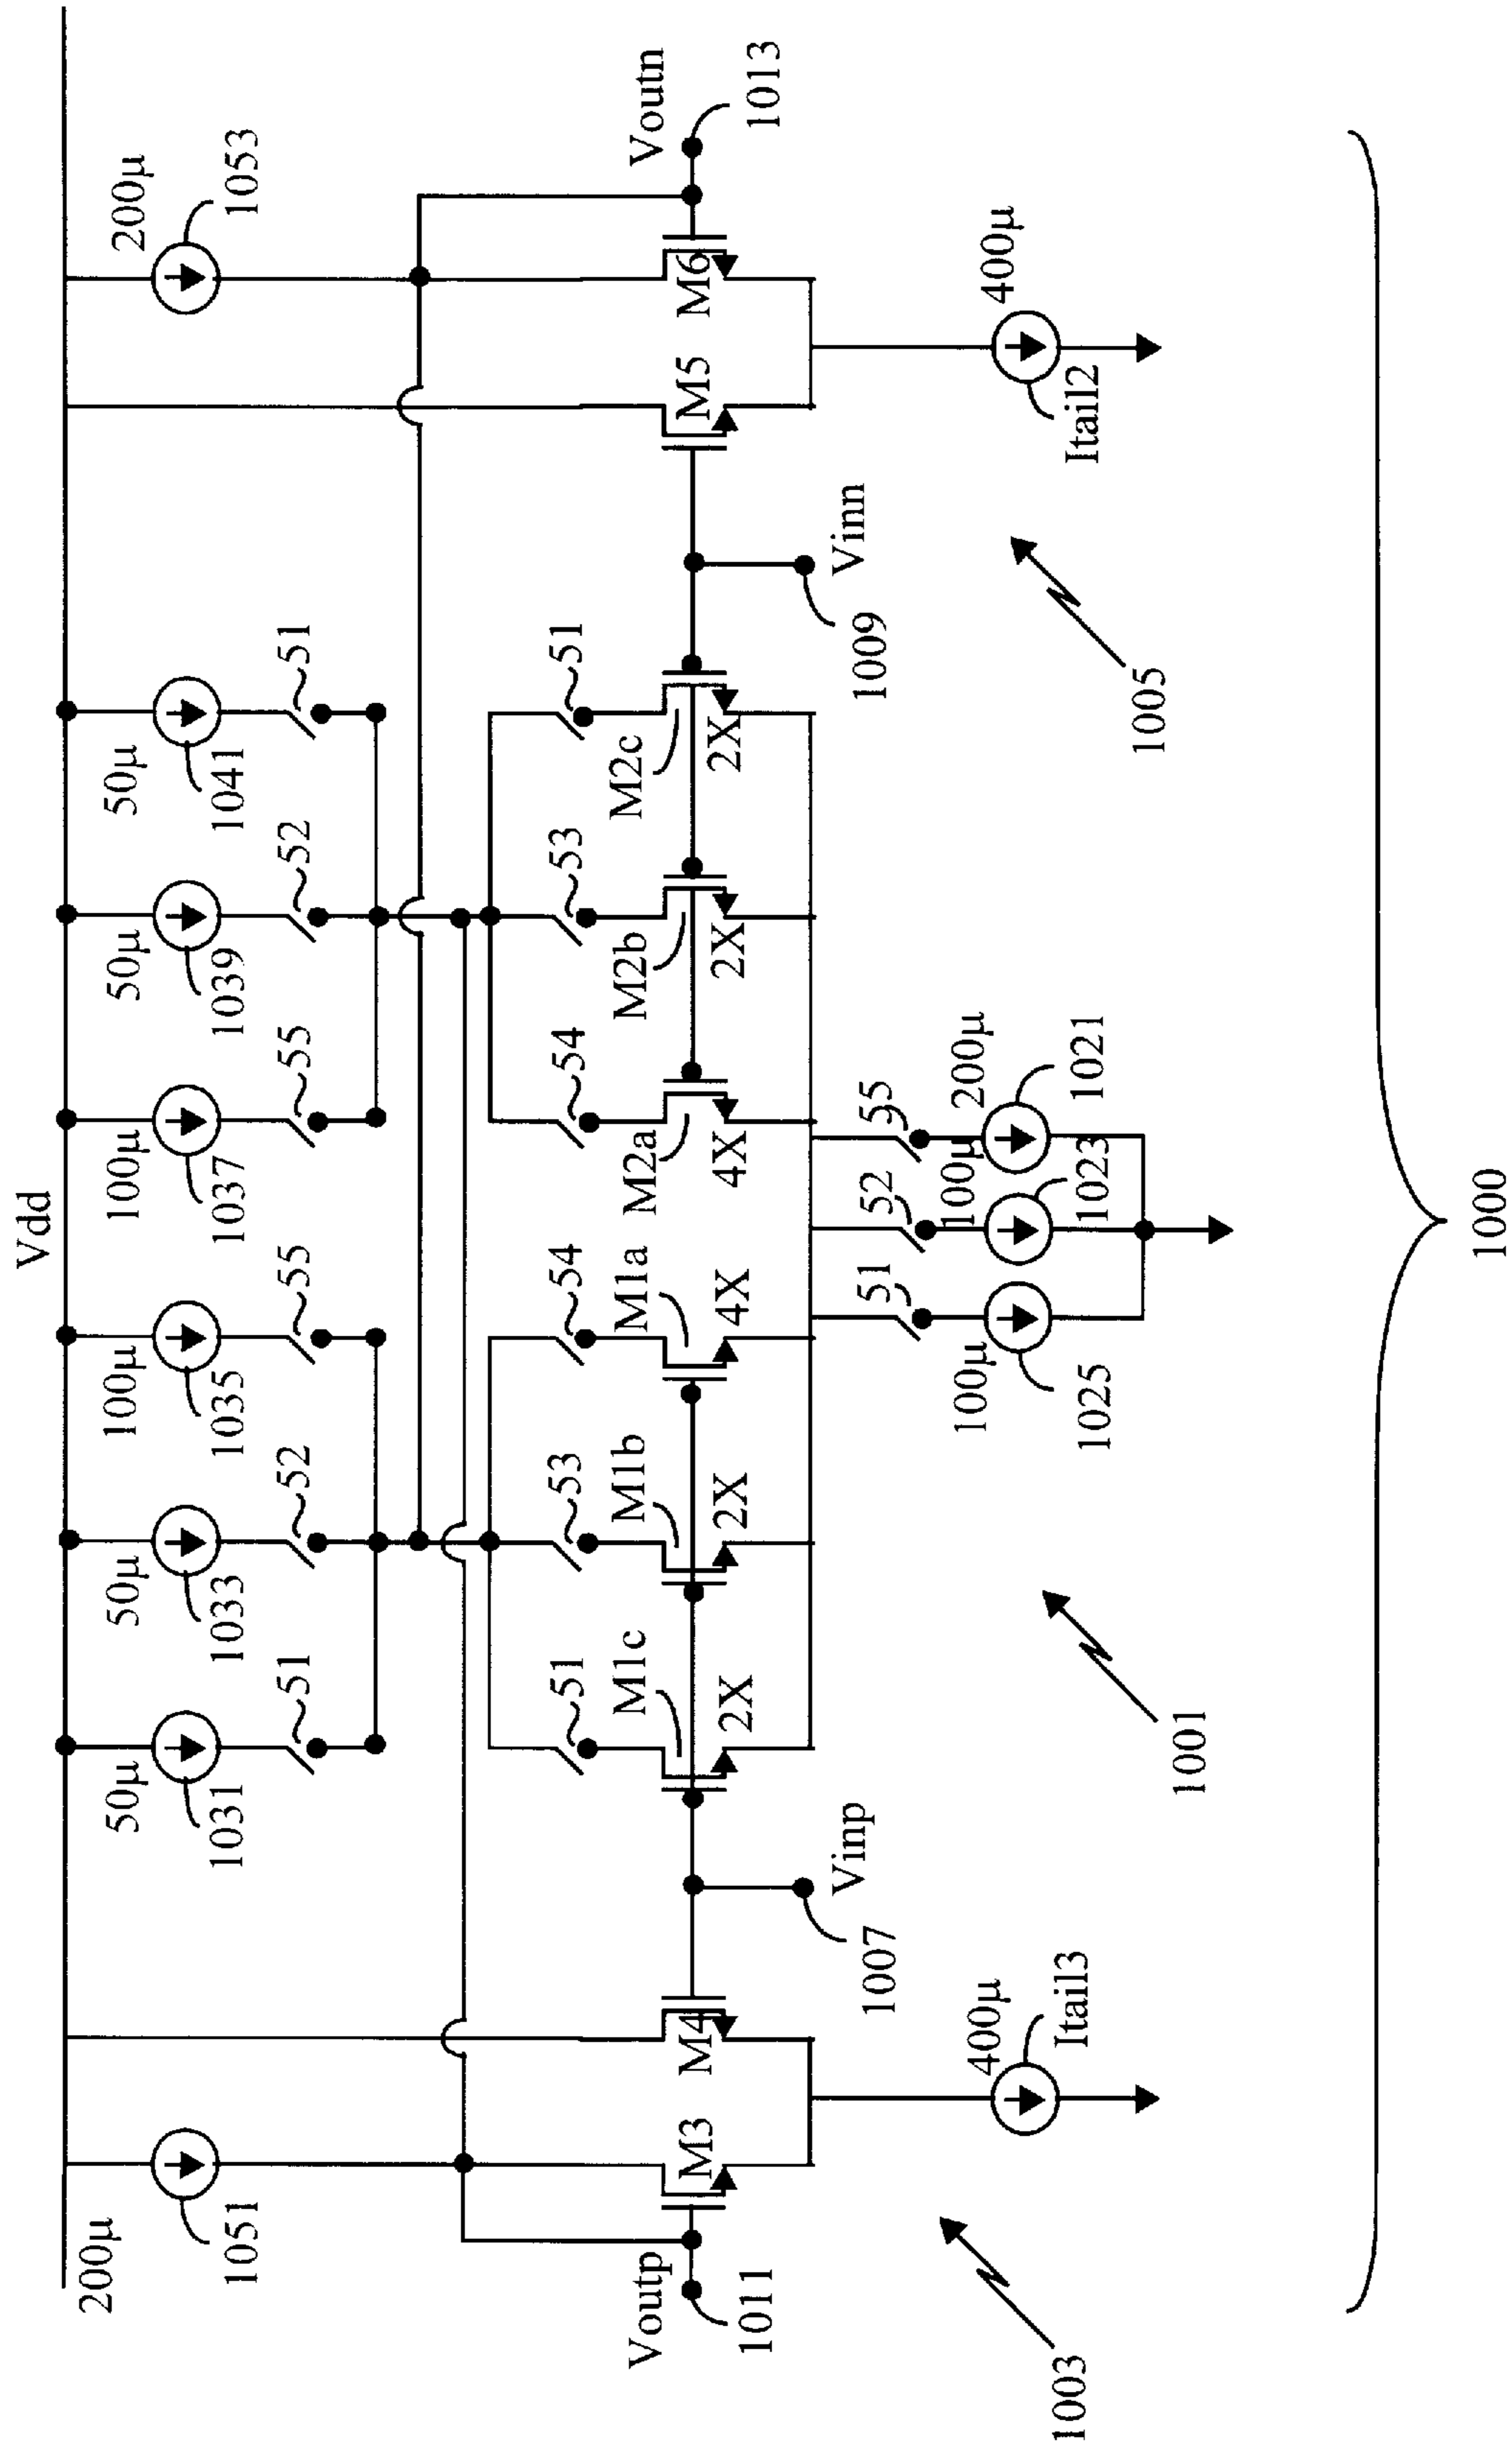 Vdd
200μ
1051
50μ
1031
51
50μ
1033
52
100μ
1035
55
100μ
1037
55
50μ
1039
52
50μ
1041
51
200μ
1053
51
M1c
2X
53
M1b
2X
54
M1a
4X
54
M2a
4X
53
M2b
2X
51
M2c
2X
Voutp
1011
M3
M4
Vinp
1007
Vinn
1009
M5
M6
Voutn
1013
400μ
Itail3
51
100μ
1025
52
100μ
1023
55
200μ
1021
400μ
Itail2
1003
1001
1005
1000